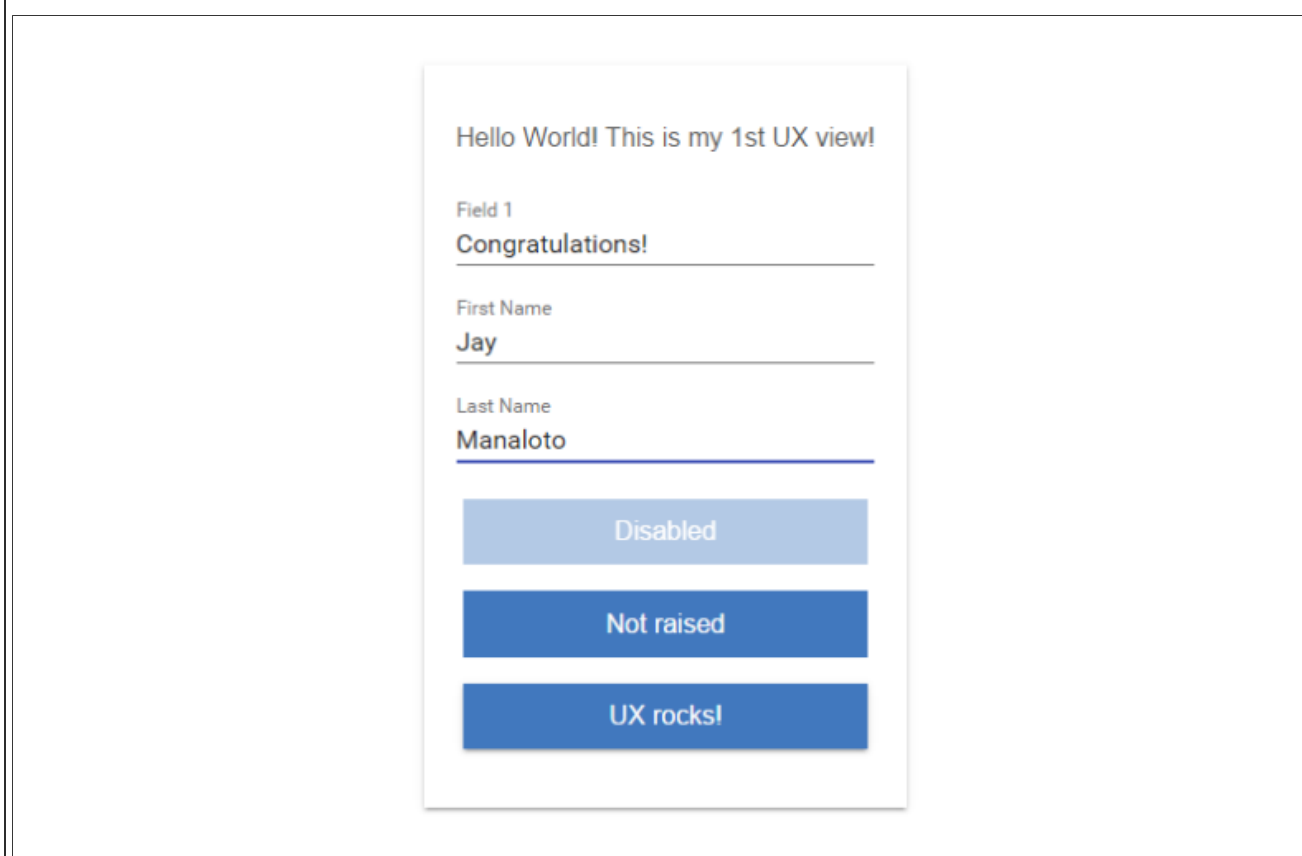 Hello World! This is my 1st UX view!
Field 1
Congratulations!
First Name
Jay
Last Name
Manaloto
Disabled
Not raised
UX rocks!